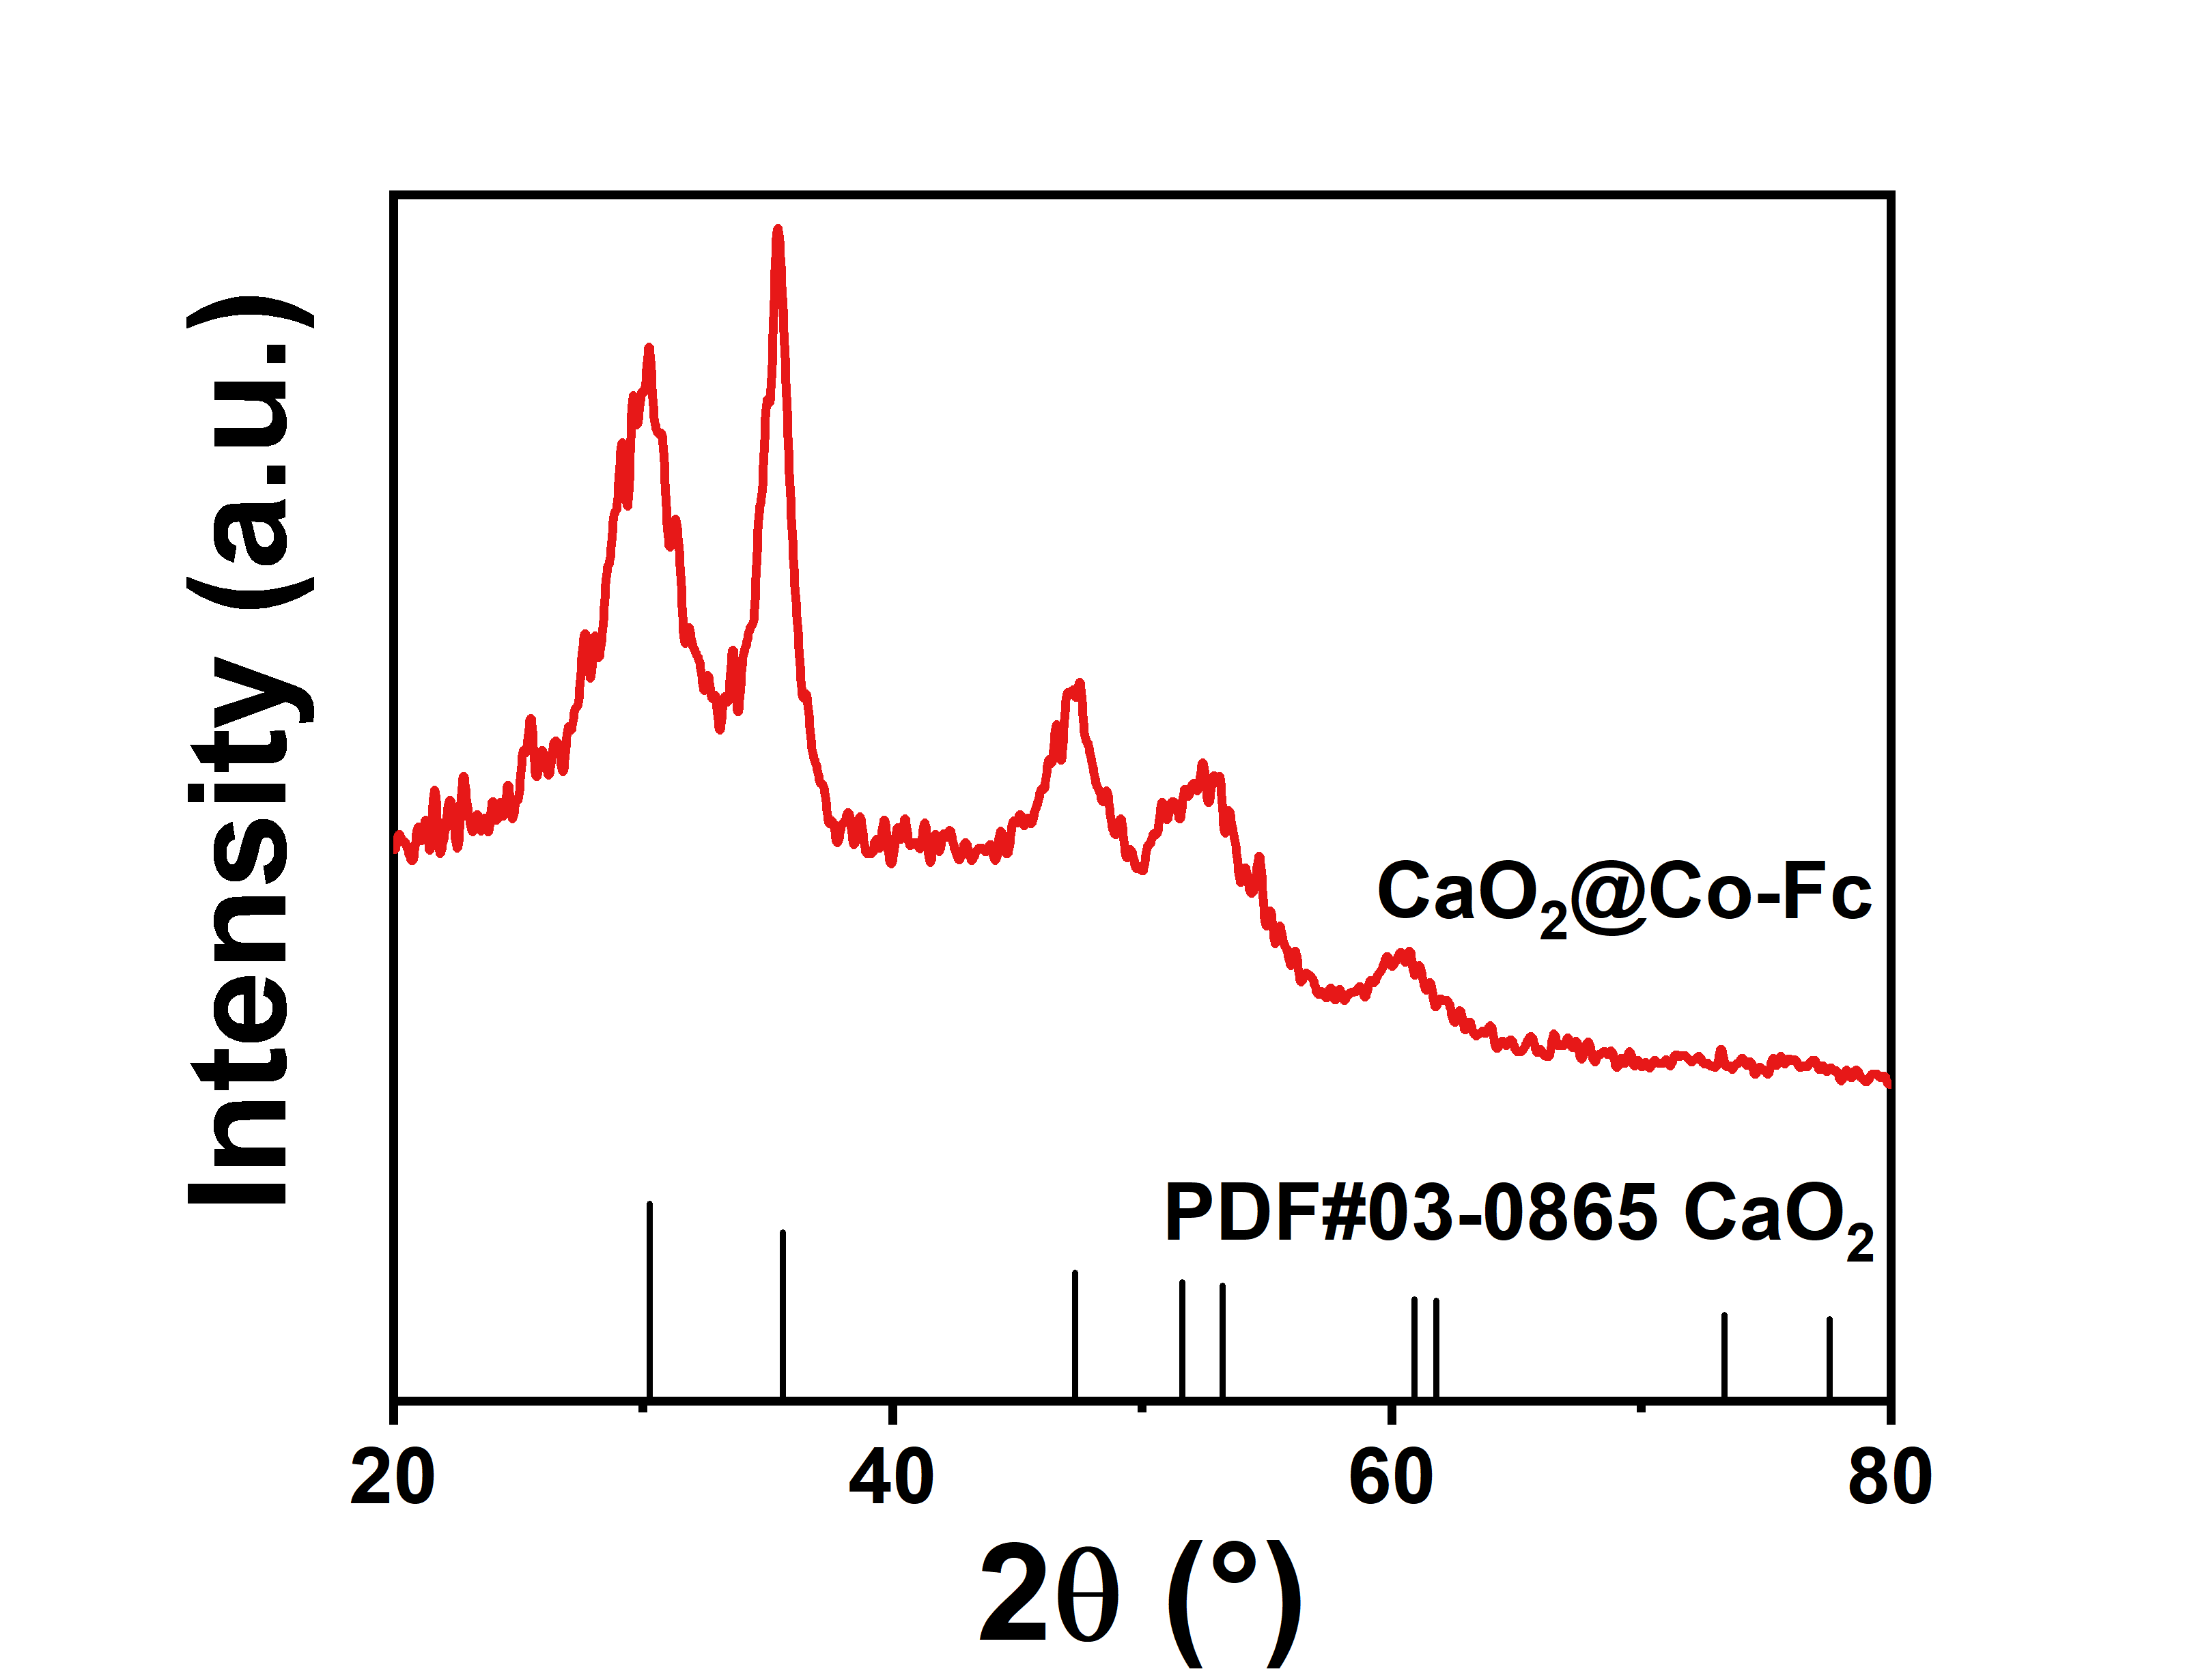 Intensity (a.u.)
CaO₂@Co-Fc
PDF#03-0865 CaO₂
20 40 60 80
2θ (°)